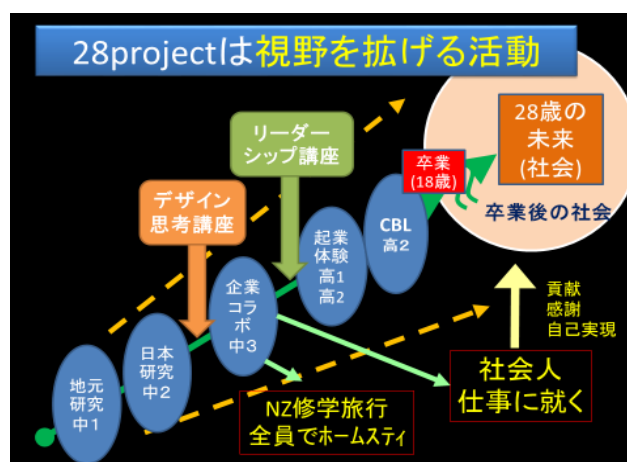 28projectは視野を拡げる活動
リーダー
シップ講座
デザイン
思考講座
地元
研究
中1
日本
研究
中2
企業
コラ
ボ
中3
起業
体験
高1
高2
CBL
高2
卒業
(18歳)
28歳の
未来
(社会)
卒業後の社会
貢献
感謝
自己実現
社会人
仕事に就く
NZ修学旅行
全員でホームスティ